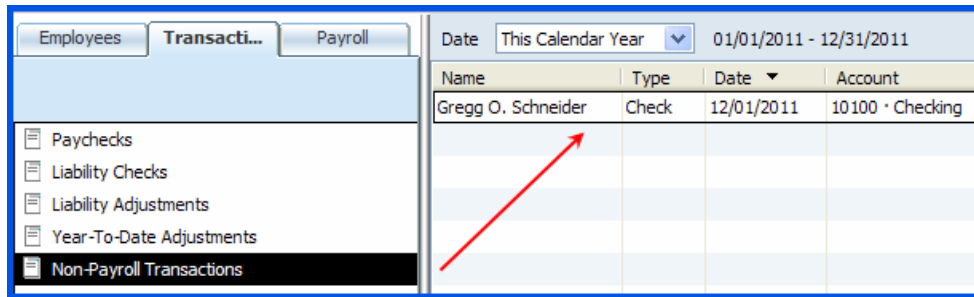 Employees Transacti... Payroll
Date This Calendar Year 01/01/2011 - 12/31/2011
Name Type Date Account
Gregg O. Schneider Check 12/01/2011 10100 · Checking
Paychecks
Liability Checks
Liability Adjustments
Year-To-Date Adjustments
Non-Payroll Transactions